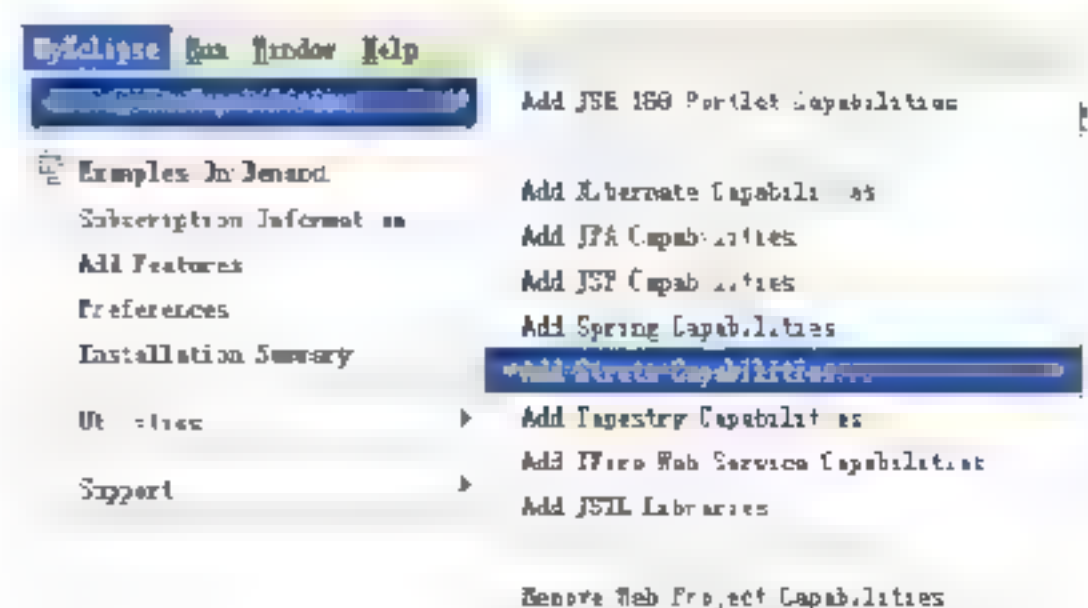 MyEclipse Run Window Help
Examples On Demand
Subscription Information
Add Features
Preferences
Installation Summary
Utilities
Support
Add JSR 168 Portlet Capabilities
Add Hibernate Capabilities
Add JPA Capabilities
Add JSF Capabilities
Add Spring Capabilities
Add Struts Capabilities
Add Tapestry Capabilities
Add XFire Web Service Capabilities
Add JSTL Libraries
Remove Web Project Capabilities